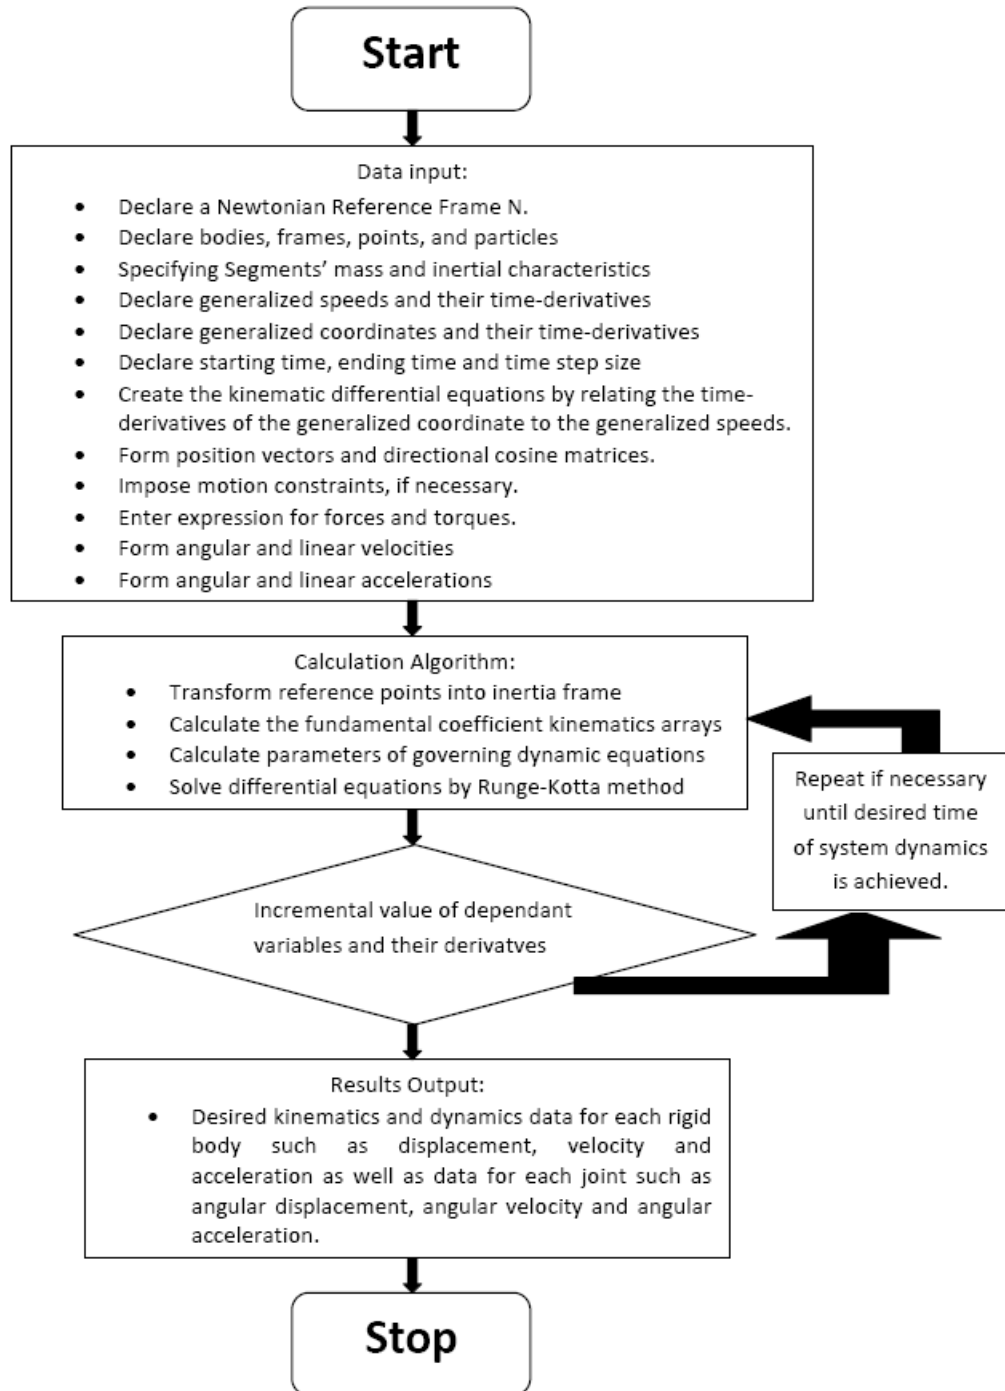 Start
Data input:
• Declare a Newtonian Reference Frame N.
• Declare bodies, frames, points, and particles
• Specifying Segments’ mass and inertial characteristics
• Declare generalized speeds and their time-derivatives
• Declare generalized coordinates and their time-derivatives
• Declare starting time, ending time and time step size
• Create the kinematic differential equations by relating the time-
derivatives of the generalized coordinate to the generalized speeds.
• Form position vectors and directional cosine matrices.
• Impose motion constraints, if necessary.
• Enter expression for forces and torques.
• Form angular and linear velocities
• Form angular and linear accelerations
Calculation Algorithm:
• Transform reference points into inertia frame
• Calculate the fundamental coefficient kinematics arrays
• Calculate parameters of governing dynamic equations
• Solve differential equations by Runge-Kotta method
Repeat if necessary
until desired time
of system dynamics
is achieved.
Incremental value of dependant
variables and their derivatves
Results Output:
• Desired kinematics and dynamics data for each rigid
body such as displacement, velocity and
acceleration as well as data for each joint such as
angular displacement, angular velocity and angular
acceleration.
Stop